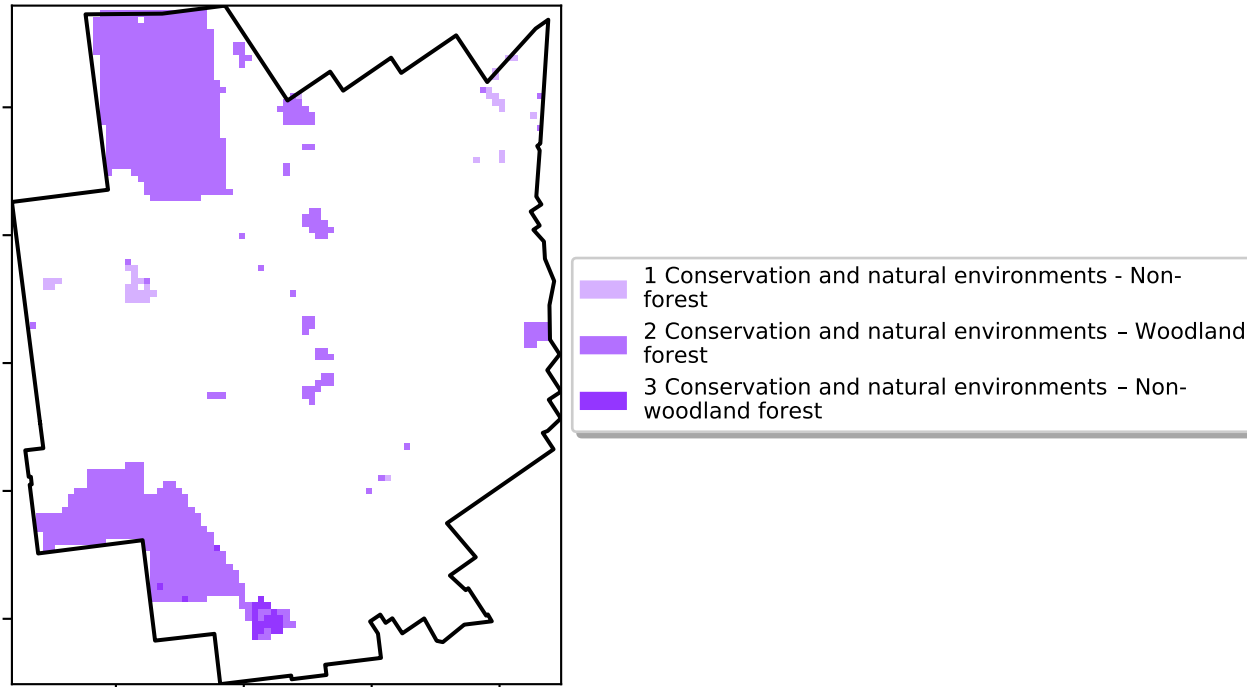 1 Conservation and natural environments - Non-
forest
2 Conservation and natural environments – Woodland
forest
3 Conservation and natural environments – Non-
woodland forest